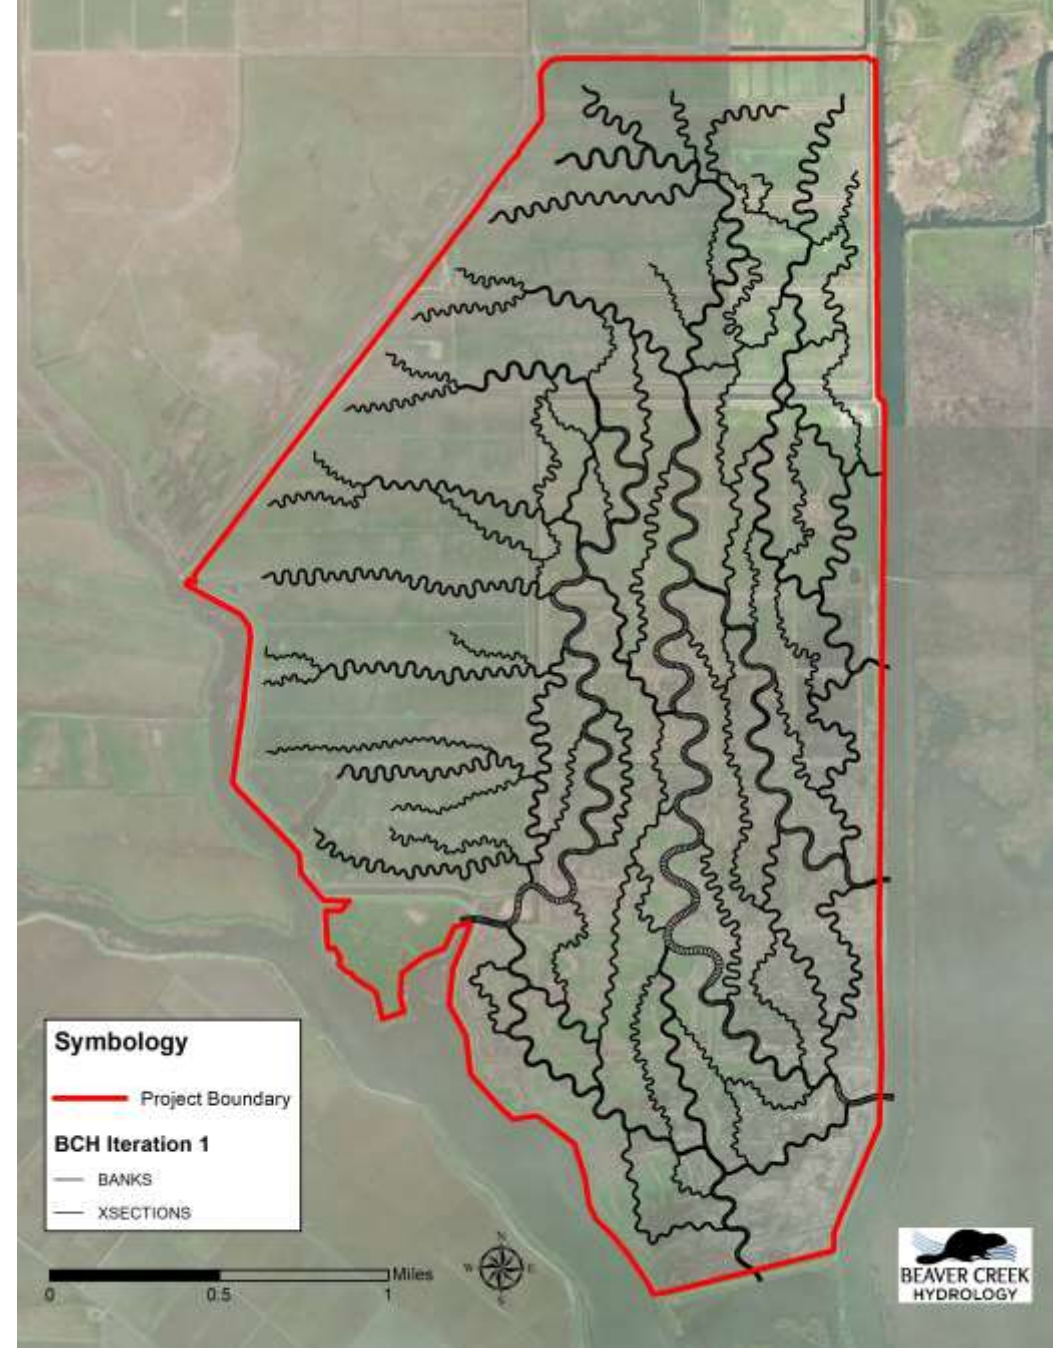 Symbology
Project Boundary
BCH Iteration 1
BANKS
XSECTIONS
N
W E
S
Miles
0 0.5 1
BEAVER CREEK
HYDROLOGY